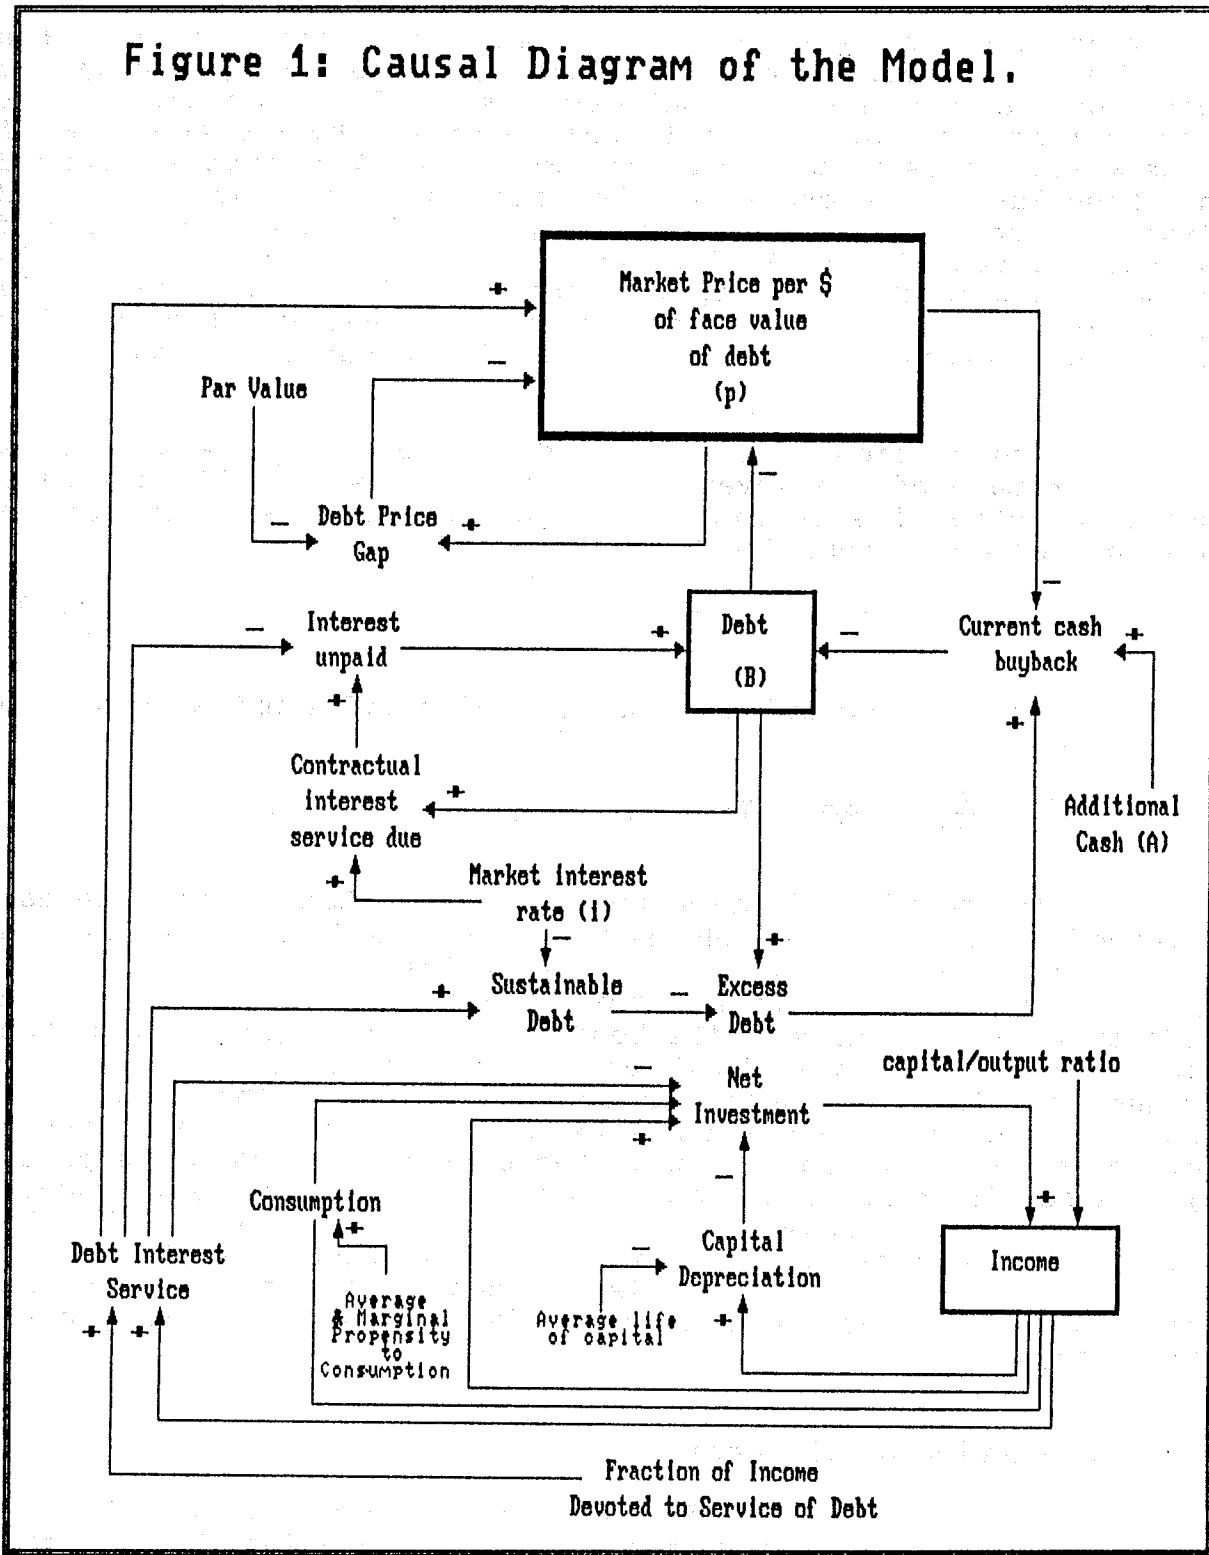 Figure 1: Causal Diagram of the Model.
+
Market Price per $
of face value
of debt
(p)
—
Par Value
—
— Debt Price +
Gap
—
— Interest
unpaid
+
Debt
(B)
—
Current cash
buyback
+
+
+
Contractual
interest
service due
+
+
Additional
Cash (A)
Market interest
rate (i)
—
+
+
Sustainable
Debt
—
Excess
Debt
capital/output ratio
—
Net
Investment
+
—
Consumption
+
+
Debt Interest
Service
—
Capital
Depreciation
Income
+ +
Average
& Marginal
Propensity
to
Consumption
Average life
of capital
+
Fraction of Income
Devoted to Service of Debt